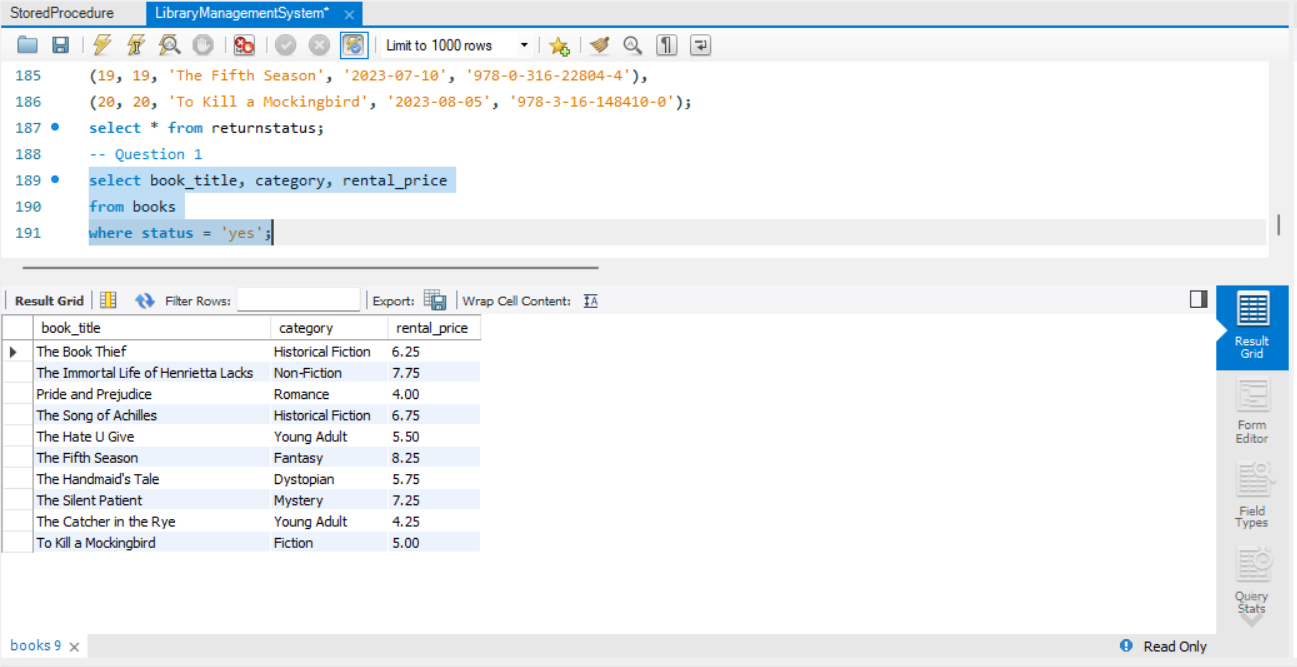 StoredProcedure LibraryManagementSystem* ×
Limit to 1000 rows
185 (19, 19, 'The Fifth Season', '2023-07-10', '978-0-316-22804-4'),
186 (20, 20, 'To Kill a Mockingbird', '2023-08-05', '978-3-16-148410-0');
187 select * from returnstatus;
188 -- Question 1
189 select book_title, category, rental_price
190 from books
191 where status = 'yes';
Result Grid Filter Rows: Export: Wrap Cell Content: IA
book_title category rental_price
The Book Thief Historical Fiction 6.25
The Immortal Life of Henrietta Lacks Non-Fiction 7.75
Pride and Prejudice Romance 4.00
The Song of Achilles Historical Fiction 6.75
The Hate U Give Young Adult 5.50
The Fifth Season Fantasy 8.25
The Handmaid's Tale Dystopian 5.75
The Silent Patient Mystery 7.25
The Catcher in the Rye Young Adult 4.25
To Kill a Mockingbird Fiction 5.00
Result
Grid
Form
Editor
Field
Types
Query
Stats
books 9 × Read Only